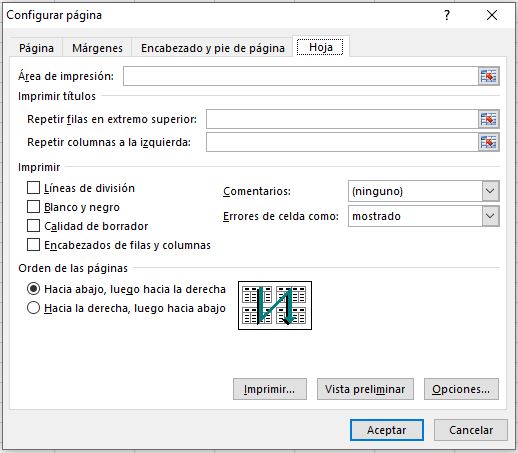 Configurar página
Página Márgenes Encabezado y pie de página Hoja
Área de impresión:
Imprimir títulos
Repetir filas en extremo superior:
Repetir columnas a la izquierda:
Imprimir
Líneas de división
Blanco y negro
Calidad de borrador
Encabezados de filas y columnas
Comentarios: (ninguno)
Errores de celda como: mostrado
Orden de las páginas
Hacia abajo, luego hacia la derecha
Hacia la derecha, luego hacia abajo
Imprimir... Vista preliminar Opciones...
Aceptar Cancelar